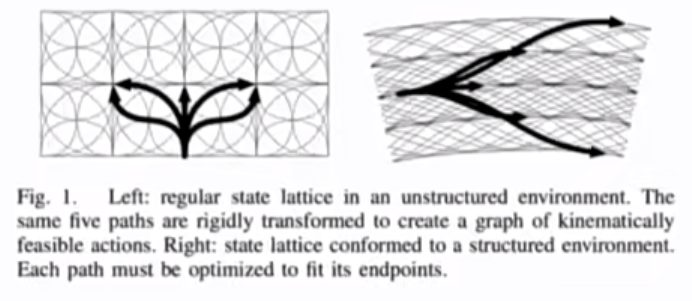 Fig. 1. Left: regular state lattice in an unstructured environment. The
same five paths are rigidly transformed to create a graph of kinematically
feasible actions. Right: state lattice conformed to a structured environment.
Each path must be optimized to fit its endpoints.